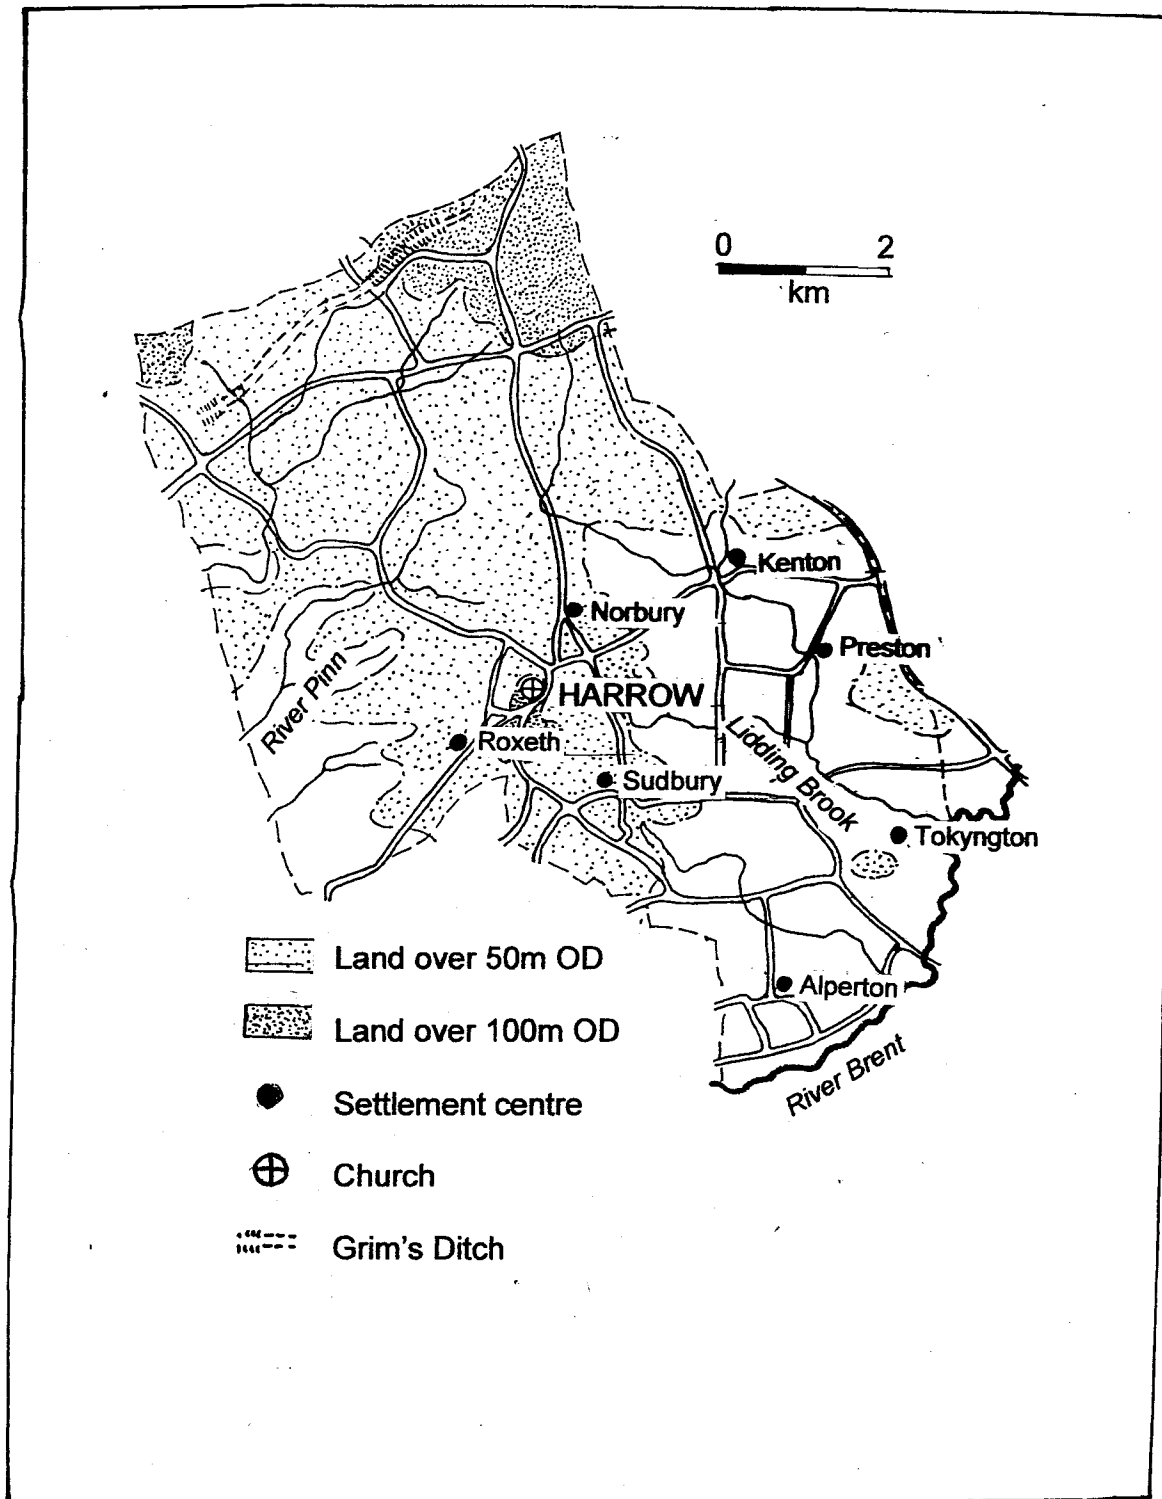 0 2
km
Kenton
Norbury
Preston
HARROW
River Pinn
Roxeth
Lidding Brook
Sudbury
Tokyngton
Land over 50m OD
Alperton
Land over 100m OD
River Brent
Settlement centre
Church
Grim's Ditch